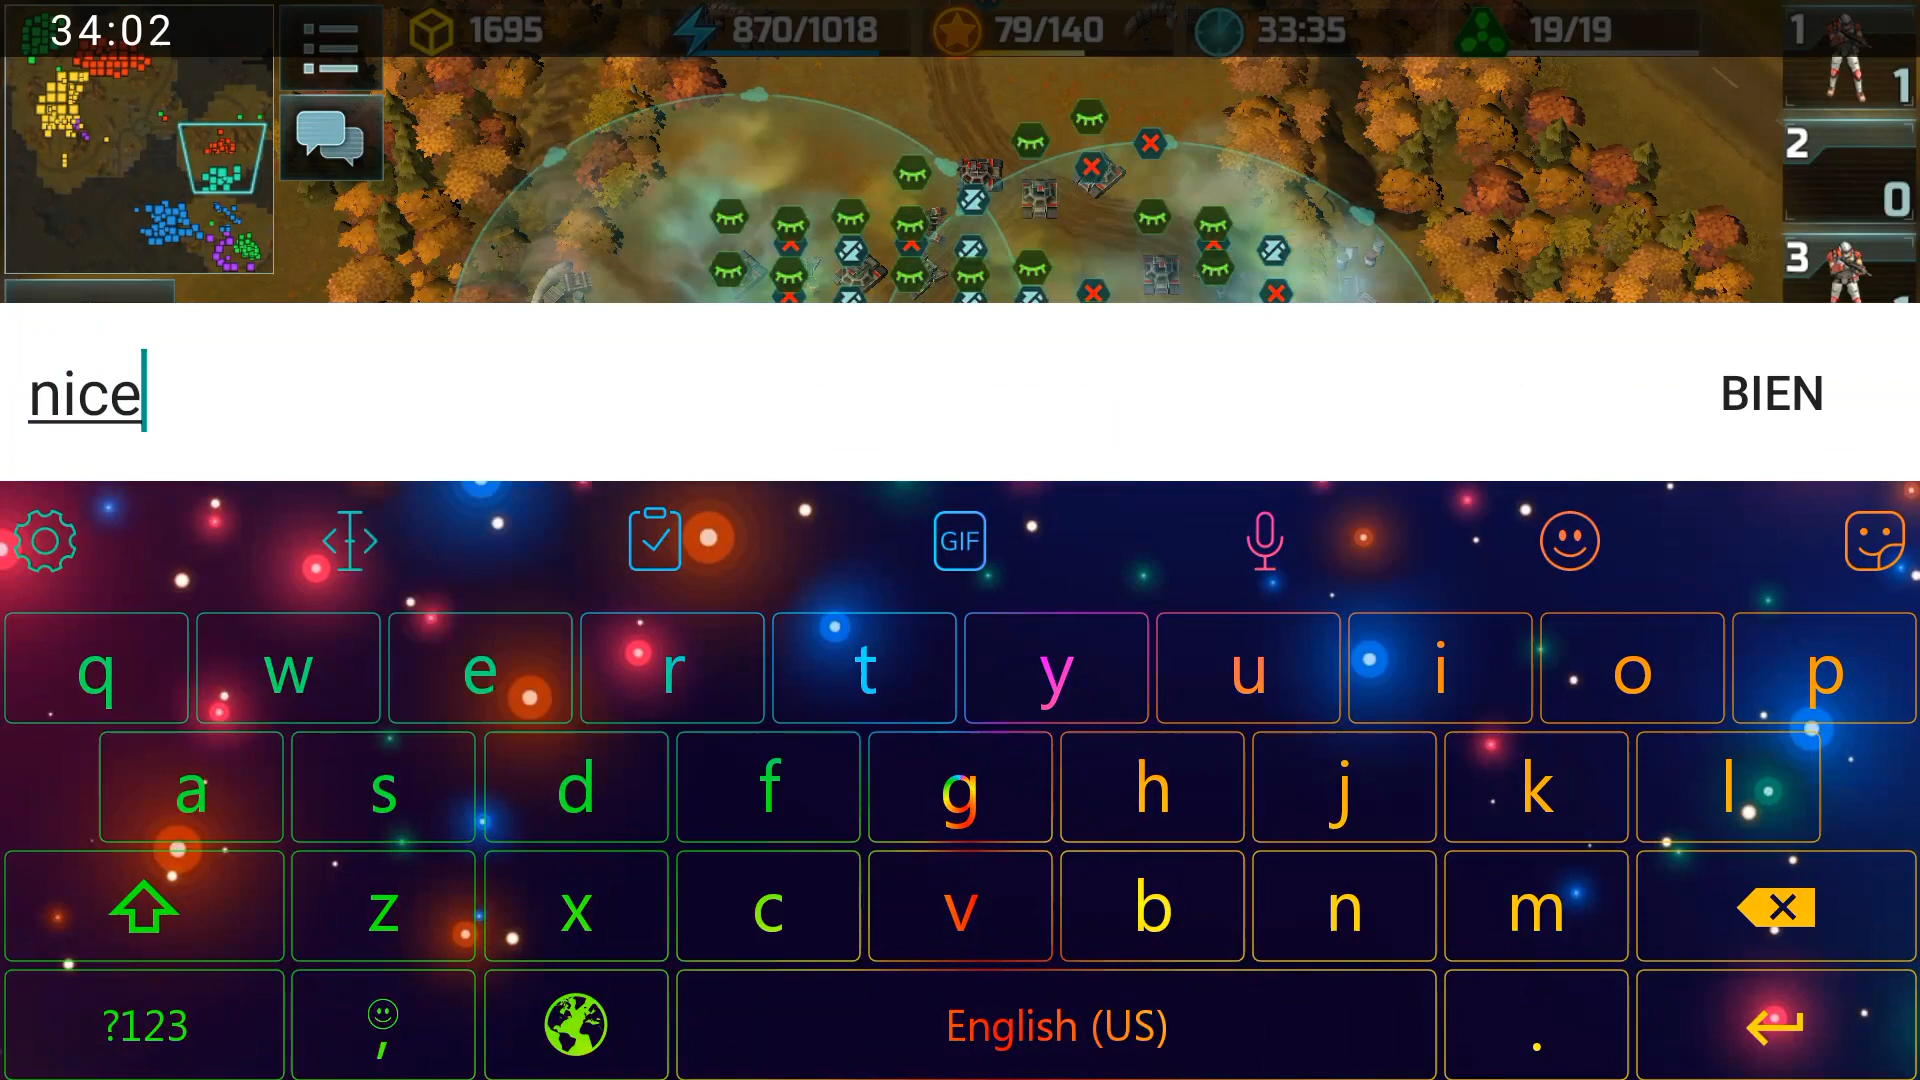 34:02 1695 870/1018 79/140 33:35 19/19
1
1
2
0
3
nice BIEN
GIF
q w e r t y u i o p
a s d f g h j k l
z x c v b n m
?123 , English (US) .